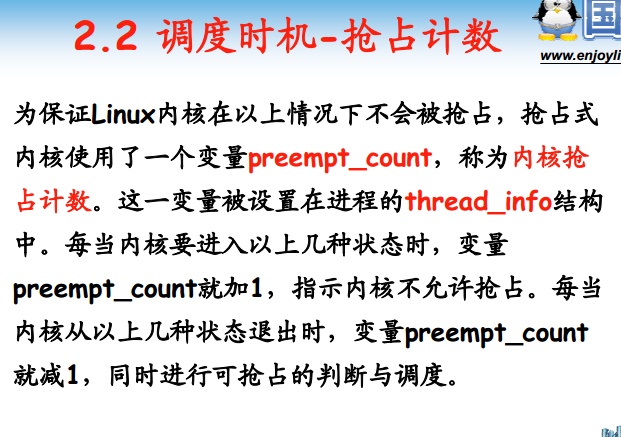 2.2 调度时机-抢占计数
国
www.enjoyli
为保证Linux内核在以上情况下不会被抢占，抢占式
内核使用了一个变量preempt_count，称为内核抢
占计数。这一变量被设置在进程的thread_info结构
中。每当内核要进入以上几种状态时，变量
preempt_count就加1，指示内核不允许抢占。每当
内核从以上几种状态退出时，变量preempt_count
就减1，同时进行可抢占的判断与调度。